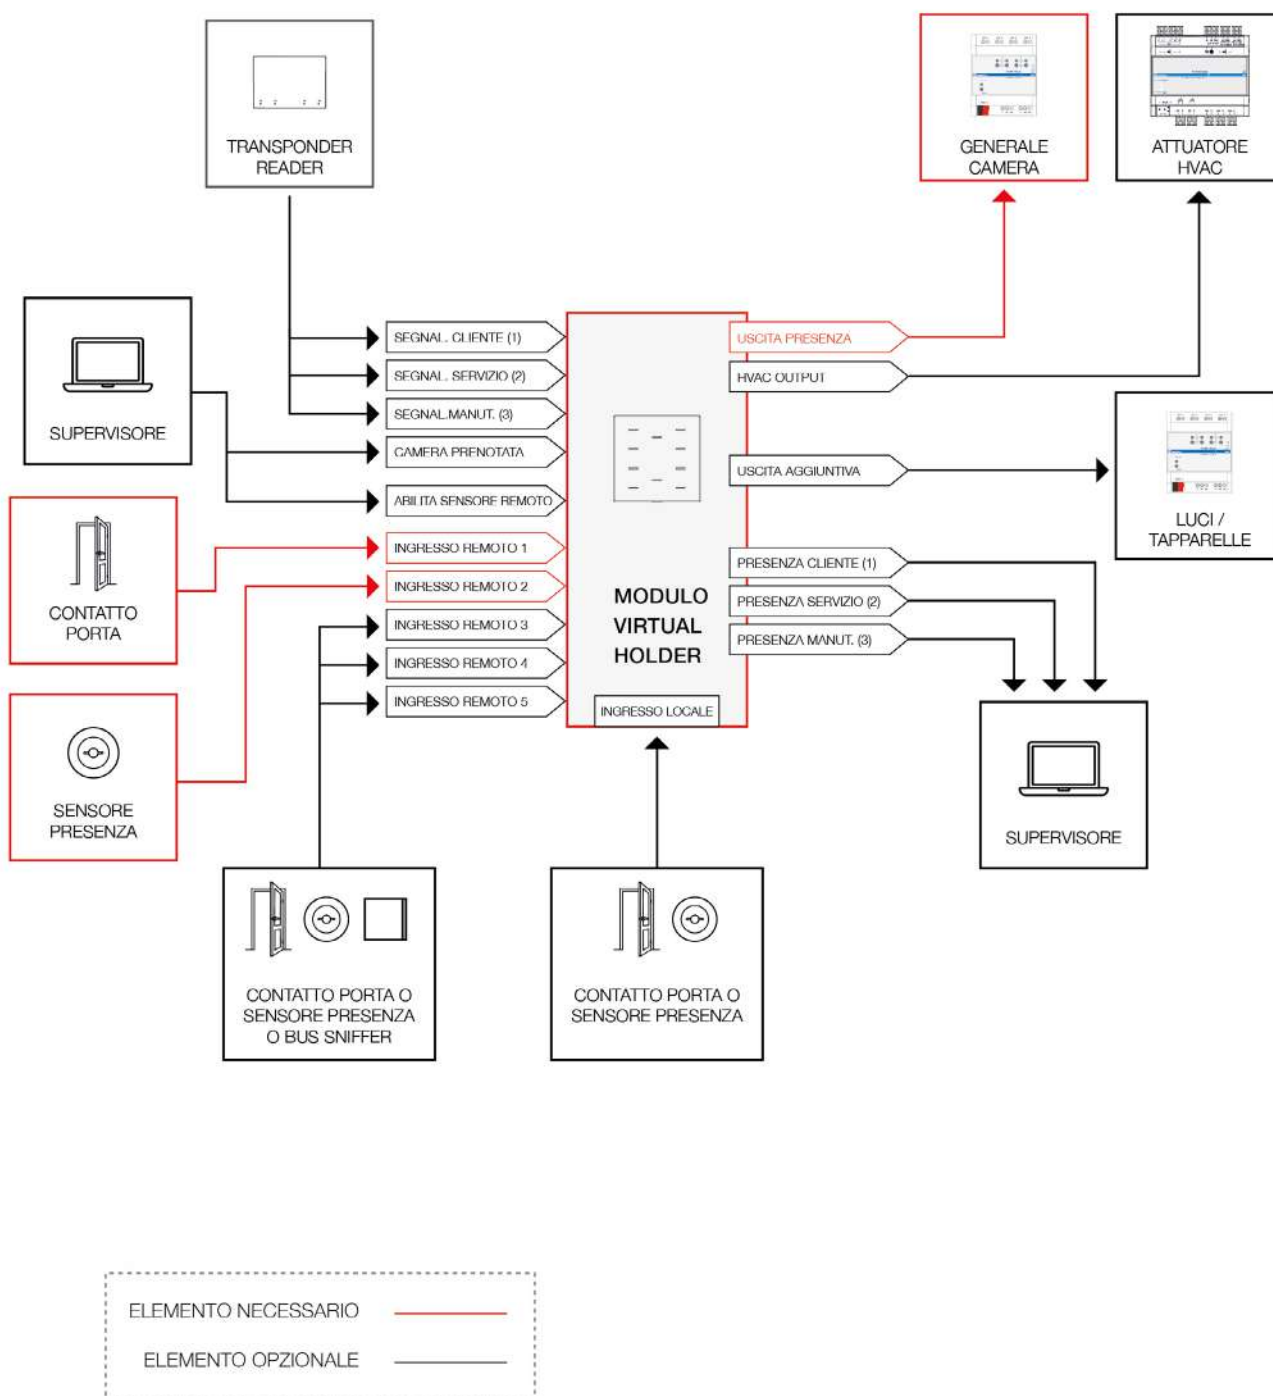 TRANSPONDER
READER
GENERALE
CAMERA
ATTUATORE
HVAC
SUPERVISORE
CONTATTO
PORTA
SENSORE
PRESENZA
SEGNAL. CLIENTE (1)
SEGNAL. SERVIZIO (2)
SEGNAL.MANUT. (3)
CAMERA PRENOTATA
ABILITA SENSORE REMOTO
INGRESSO REMOTO 1
INGRESSO REMOTO 2
INGRESSO REMOTO 3
INGRESSO REMOTO 4
INGRESSO REMOTO 5
MODULO
VIRTUAL
HOLDER
INGRESSO LOCALE
USCITA PRESENZA
HVAC OUTPUT
USCITA AGGIUNTIVA
PRESENZA CLIENTE (1)
PRESENZA SERVIZIO (2)
PRESENZA MANUT. (3)
LUCI /
TAPPARELLE
SUPERVISORE
CONTATTO PORTA O
SENSORE PRESENZA
O BUS SNIFFER
CONTATTO PORTA O
SENSORE PRESENZA
ELEMENTO NECESSARIO
ELEMENTO OPZIONALE